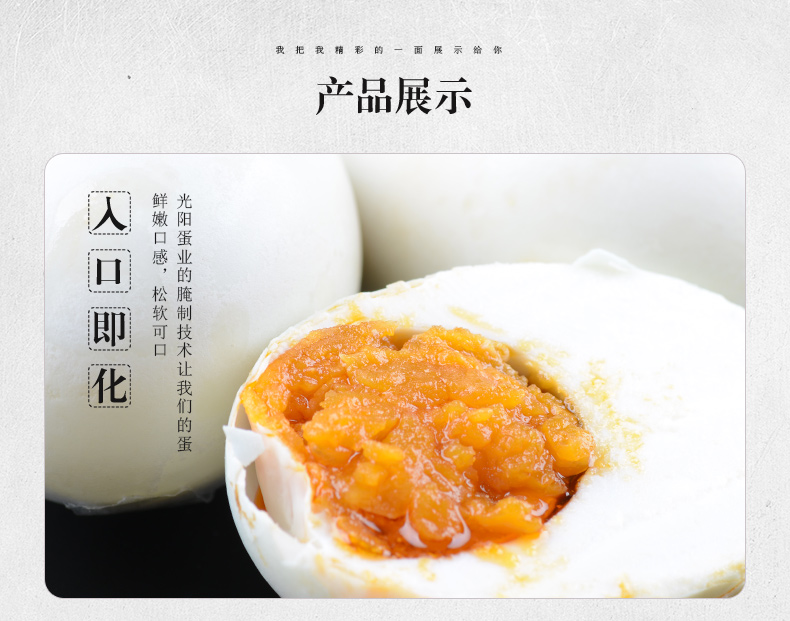 我把我精彩的一面展示给你
产品展示
入口即化
光阳蛋业的腌制技术让我们的蛋
鲜嫩口感，松软可口